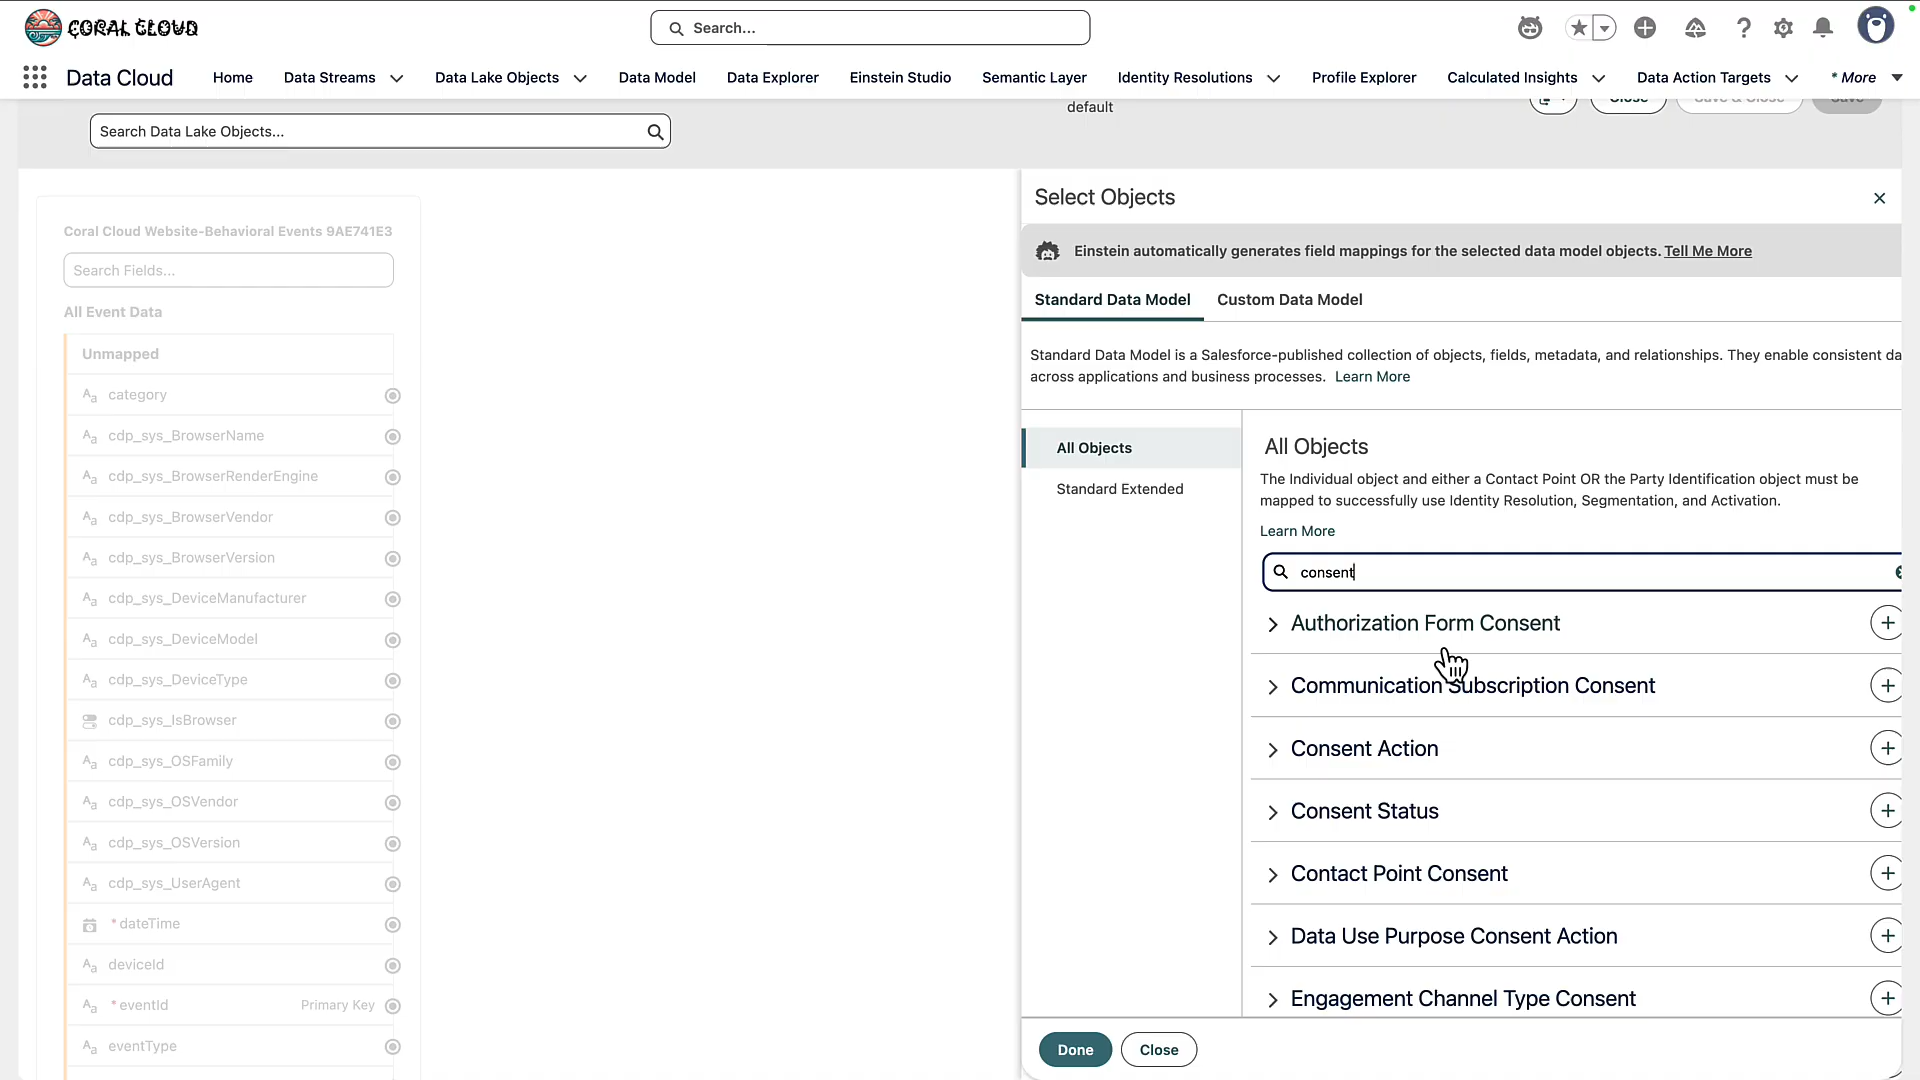 CORAL CLOUD
Search...
Data Cloud
Home
Data Streams
Data Lake Objects
Data Model
Data Explorer
Einstein Studio
Semantic Layer
Identity Resolutions
Profile Explorer
Calculated Insights
Data Action Targets
* More
default
Close
Save & Close
Save
Search Data Lake Objects...
Select Objects
Coral Cloud Website-Behavioral Events 9AE741E3
Search Fields...
All Event Data
Unmapped
category
cdp_sys_BrowserName
cdp_sys_BrowserRenderEngine
cdp_sys_BrowserVendor
cdp_sys_BrowserVersion
cdp_sys_DeviceManufacturer
cdp_sys_DeviceModel
cdp_sys_DeviceType
cdp_sys_IsBrowser
cdp_sys_OSFamily
cdp_sys_OSVendor
cdp_sys_OSVersion
cdp_sys_UserAgent
* dateTime
deviceId
* eventId Primary Key
eventType
Einstein automatically generates field mappings for the selected data model objects. Tell Me More
Standard Data Model
Custom Data Model
Standard Data Model is a Salesforce-published collection of objects, fields, metadata, and relationships. They enable consistent da
across applications and business processes. Learn More
All Objects
Standard Extended
All Objects
The Individual object and either a Contact Point OR the Party Identification object must be
mapped to successfully use Identity Resolution, Segmentation, and Activation.
Learn More
consent
Authorization Form Consent
Communication Subscription Consent
Consent Action
Consent Status
Contact Point Consent
Data Use Purpose Consent Action
Engagement Channel Type Consent
Done
Close